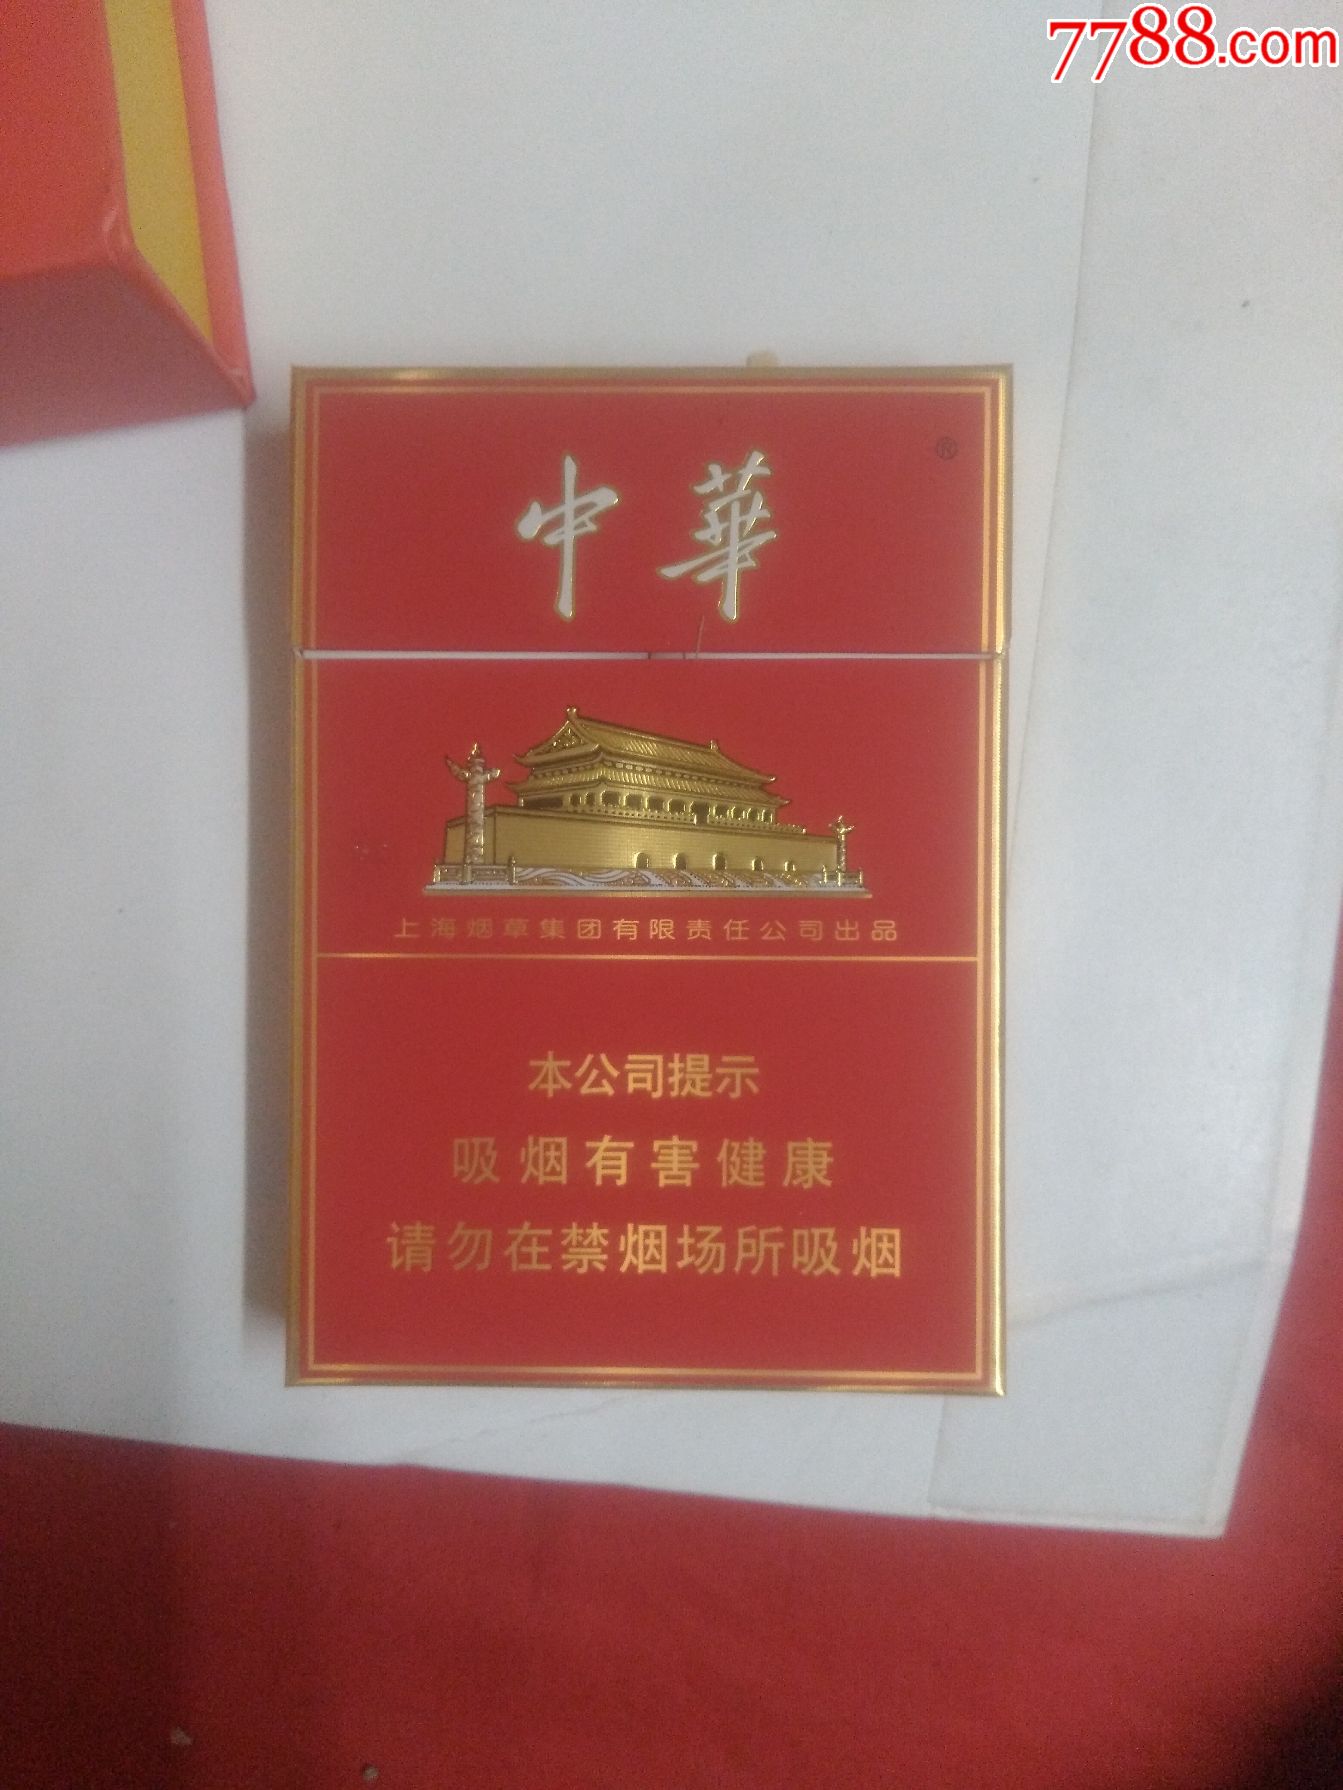 7788.com
中華
®
上海烟草集团有限责任公司出品
本公司提示
吸烟有害健康
请勿在禁烟场所吸烟